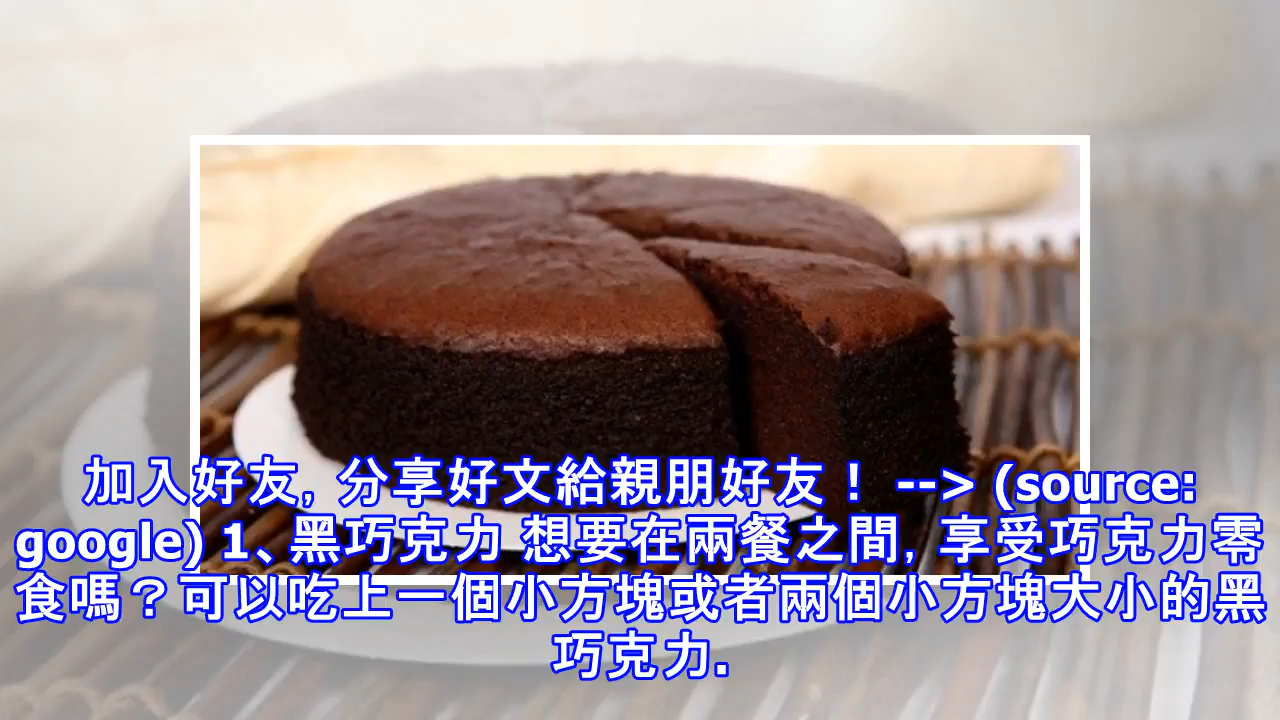 加入好友, 分享好文給親朋好友！ --> (source:
google) 1、黑巧克力 想要在兩餐之間, 享受巧克力零
食嗎？可以吃上一個小方塊或者兩個小方塊大小的黑
巧克力.